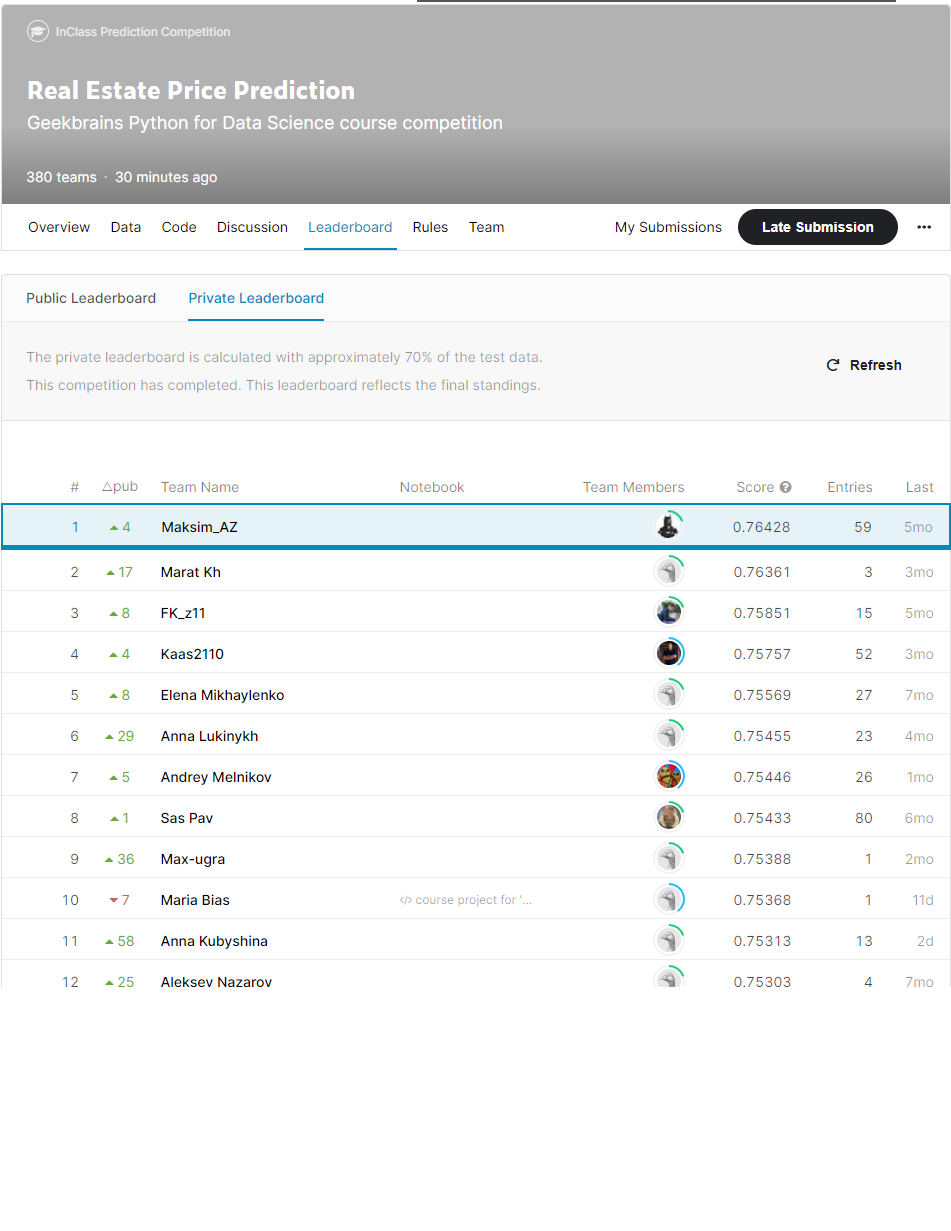 InClass Prediction Competition
Real Estate Price Prediction
Geekbrains Python for Data Science course competition
380 teams · 30 minutes ago
Overview Data Code Discussion Leaderboard Rules Team My Submissions Late Submission •••
Public Leaderboard Private Leaderboard
The private leaderboard is calculated with approximately 70% of the test data.
This competition has completed. This leaderboard reflects the final standings.
Refresh
# △pub Team Name Notebook Team Members Score ? Entries Last
1 ▲4 Maksim_AZ 0.76428 59 5mo
2 ▲17 Marat Kh 0.76361 3 3mo
3 ▲8 FK_z11 0.75851 15 5mo
4 ▲4 Kaas2110 0.75757 52 3mo
5 ▲8 Elena Mikhaylenko 0.75569 27 7mo
6 ▲29 Anna Lukinykh 0.75455 23 4mo
7 ▲5 Andrey Melnikov 0.75446 26 1mo
8 ▲1 Sas Pav 0.75433 80 6mo
9 ▲36 Max-ugra 0.75388 1 2mo
10 ▼7 Maria Bias </> course project for '... 0.75368 1 11d
11 ▲58 Anna Kubyshina 0.75313 13 2d
12 ▲25 Aleksey Nazarov 0.75303 4 7mo